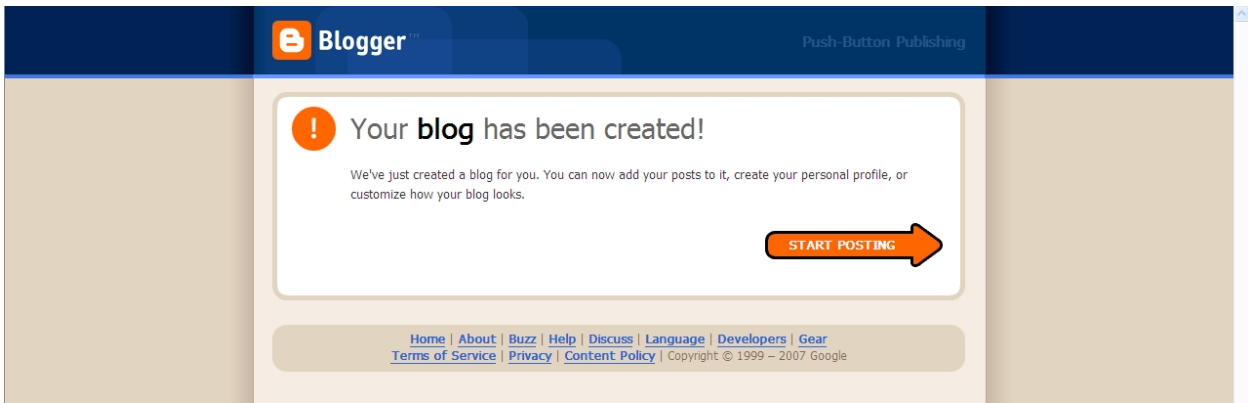 Blogger™
Push-Button Publishing
! Your blog has been created!
We've just created a blog for you. You can now add your posts to it, create your personal profile, or
customize how your blog looks.
START POSTING
Home | About | Buzz | Help | Discuss | Language | Developers | Gear
Terms of Service | Privacy | Content Policy | Copyright © 1999 – 2007 Google